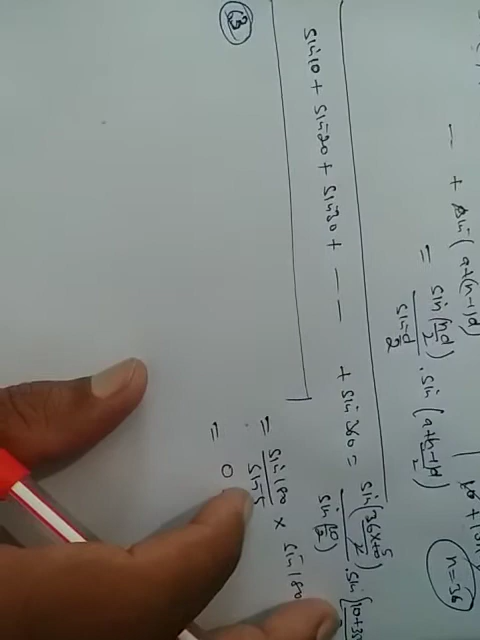 — + sin(a+(n-1)d)
= sin(nd/2)/sin d/2 · sin(a+(n-1)d/2)
n=36
sin10 + sin20 + sin30 + — — + sin360 = sin(36×10/2)/sin(10/2) · sin(10+35
= sin180/sin5 × sin180
= 0
(3)